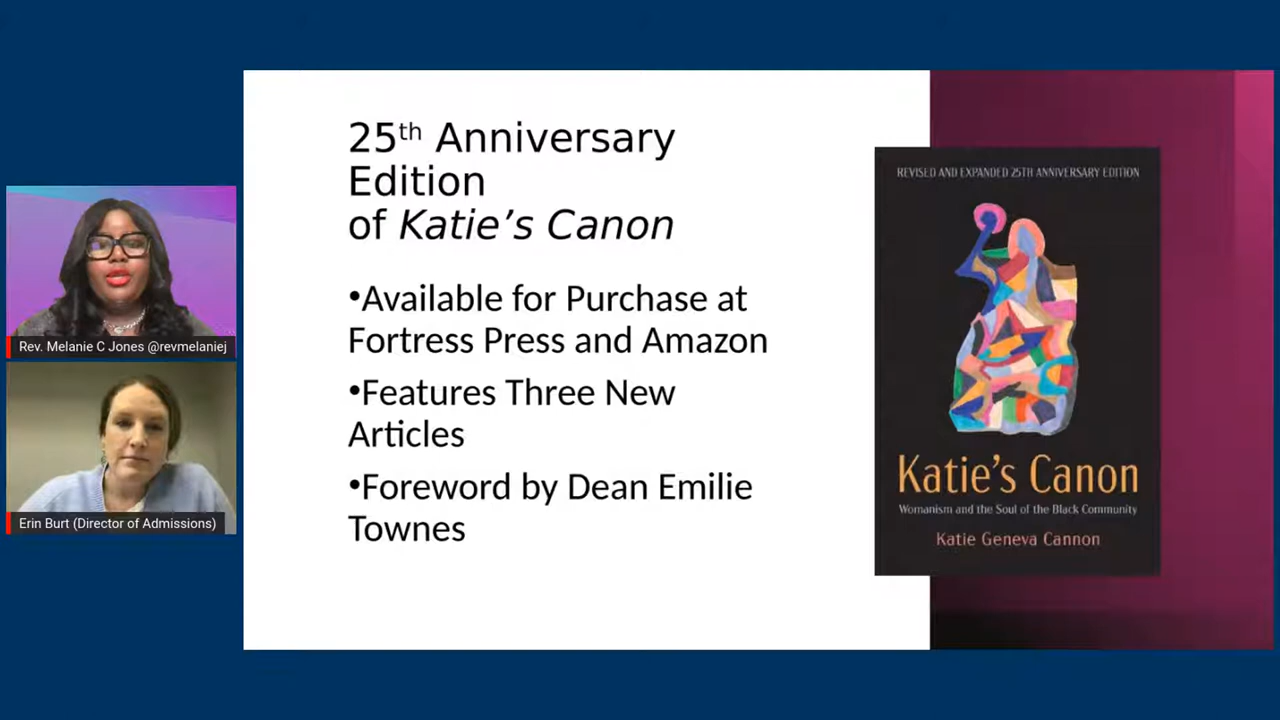 25th Anniversary
Edition
of Katie’s Canon
•Available for Purchase at
Fortress Press and Amazon
•Features Three New
Articles
•Foreword by Dean Emilie
Townes
REVISED AND EXPANDED 25TH ANNIVERSARY EDITION
Katie’s Canon
Womanism and the Soul of the Black Community
Katie Geneva Cannon
Rev. Melanie C Jones @revmelaniej
Erin Burt (Director of Admissions)